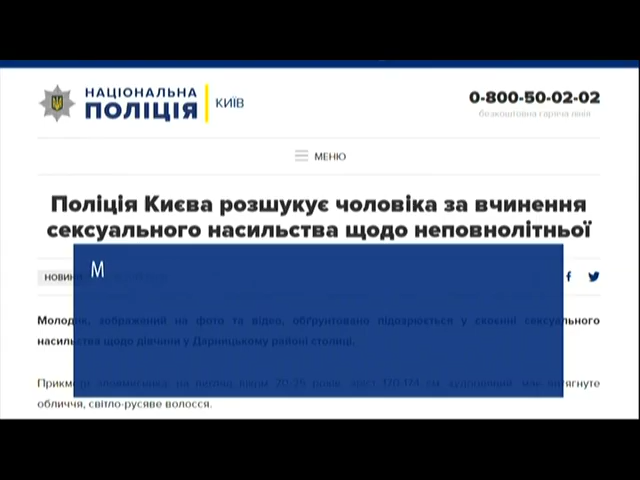 НАЦІОНАЛЬНА
ПОЛІЦІЯ
КИЇВ
0-800-50-02-02
безкоштовна гаряча лінія
МЕНЮ
Поліція Києва розшукує чоловіка за вчинення
сексуального насильства щодо неповнолітньої
М
Молодик, зображений на фото та відео, обґрунтовано підозрюється у скоєнні сексуального
насильства щодо дівчини у Дарницькому районі столиці.
обличчя, світло-русяве волосся.